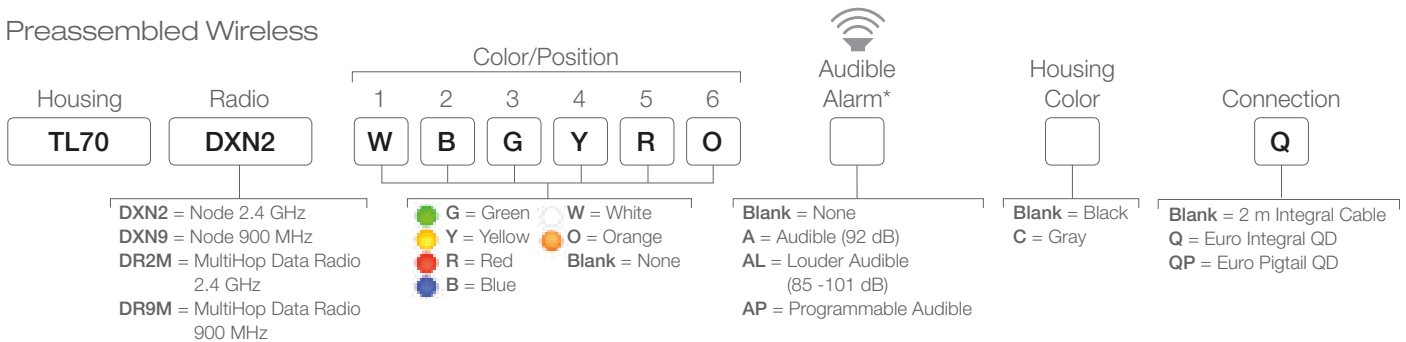 Preassembled Wireless
Color/Position
Audible
Alarm*
Housing
Color
Housing Radio 1 2 3 4 5 6 Connection
TL70 DXN2 W B G Y R O Q
DXN2 = Node 2.4 GHz
DXN9 = Node 900 MHz
DR2M = MultiHop Data Radio
2.4 GHz
DR9M = MultiHop Data Radio
900 MHz
G = Green
Y = Yellow
R = Red
B = Blue
W = White
O = Orange
Blank = None
Blank = None
A = Audible (92 dB)
AL = Louder Audible
(85 -101 dB)
AP = Programmable Audible
Blank = Black
C = Gray
Blank = 2 m Integral Cable
Q = Euro Integral QD
QP = Euro Pigtail QD